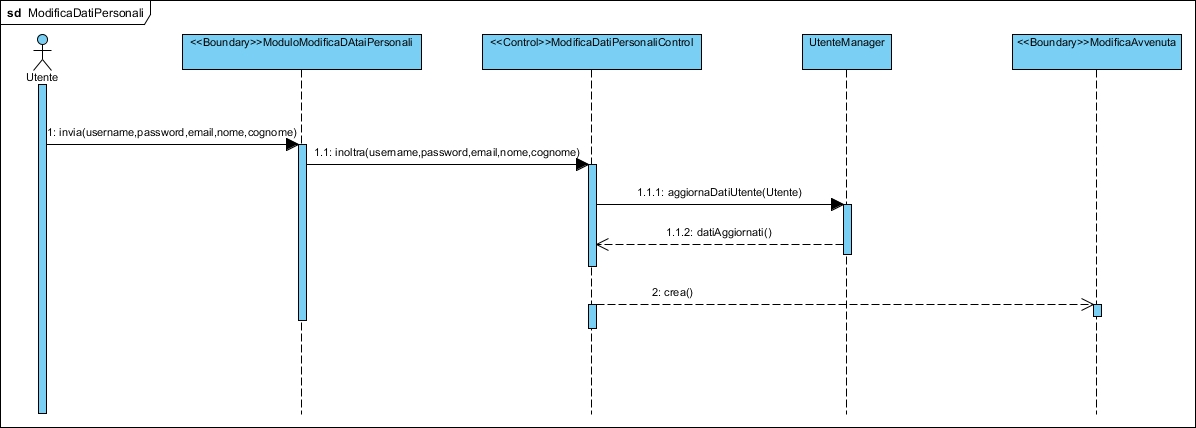 sd ModificaDatiPersonali
Utente
<<Boundary>>ModuloModificaDAtaiPersonali
<<Control>>ModificaDatiPersonaliControl
UtenteManager
<<Boundary>>ModificaAvvenuta
1: invia(username,password,email,nome,cognome)
1.1: inoltra(username,password,email,nome,cognome)
1.1.1: aggiornaDatiUtente(Utente)
1.1.2: datiAggiornati()
2: crea()